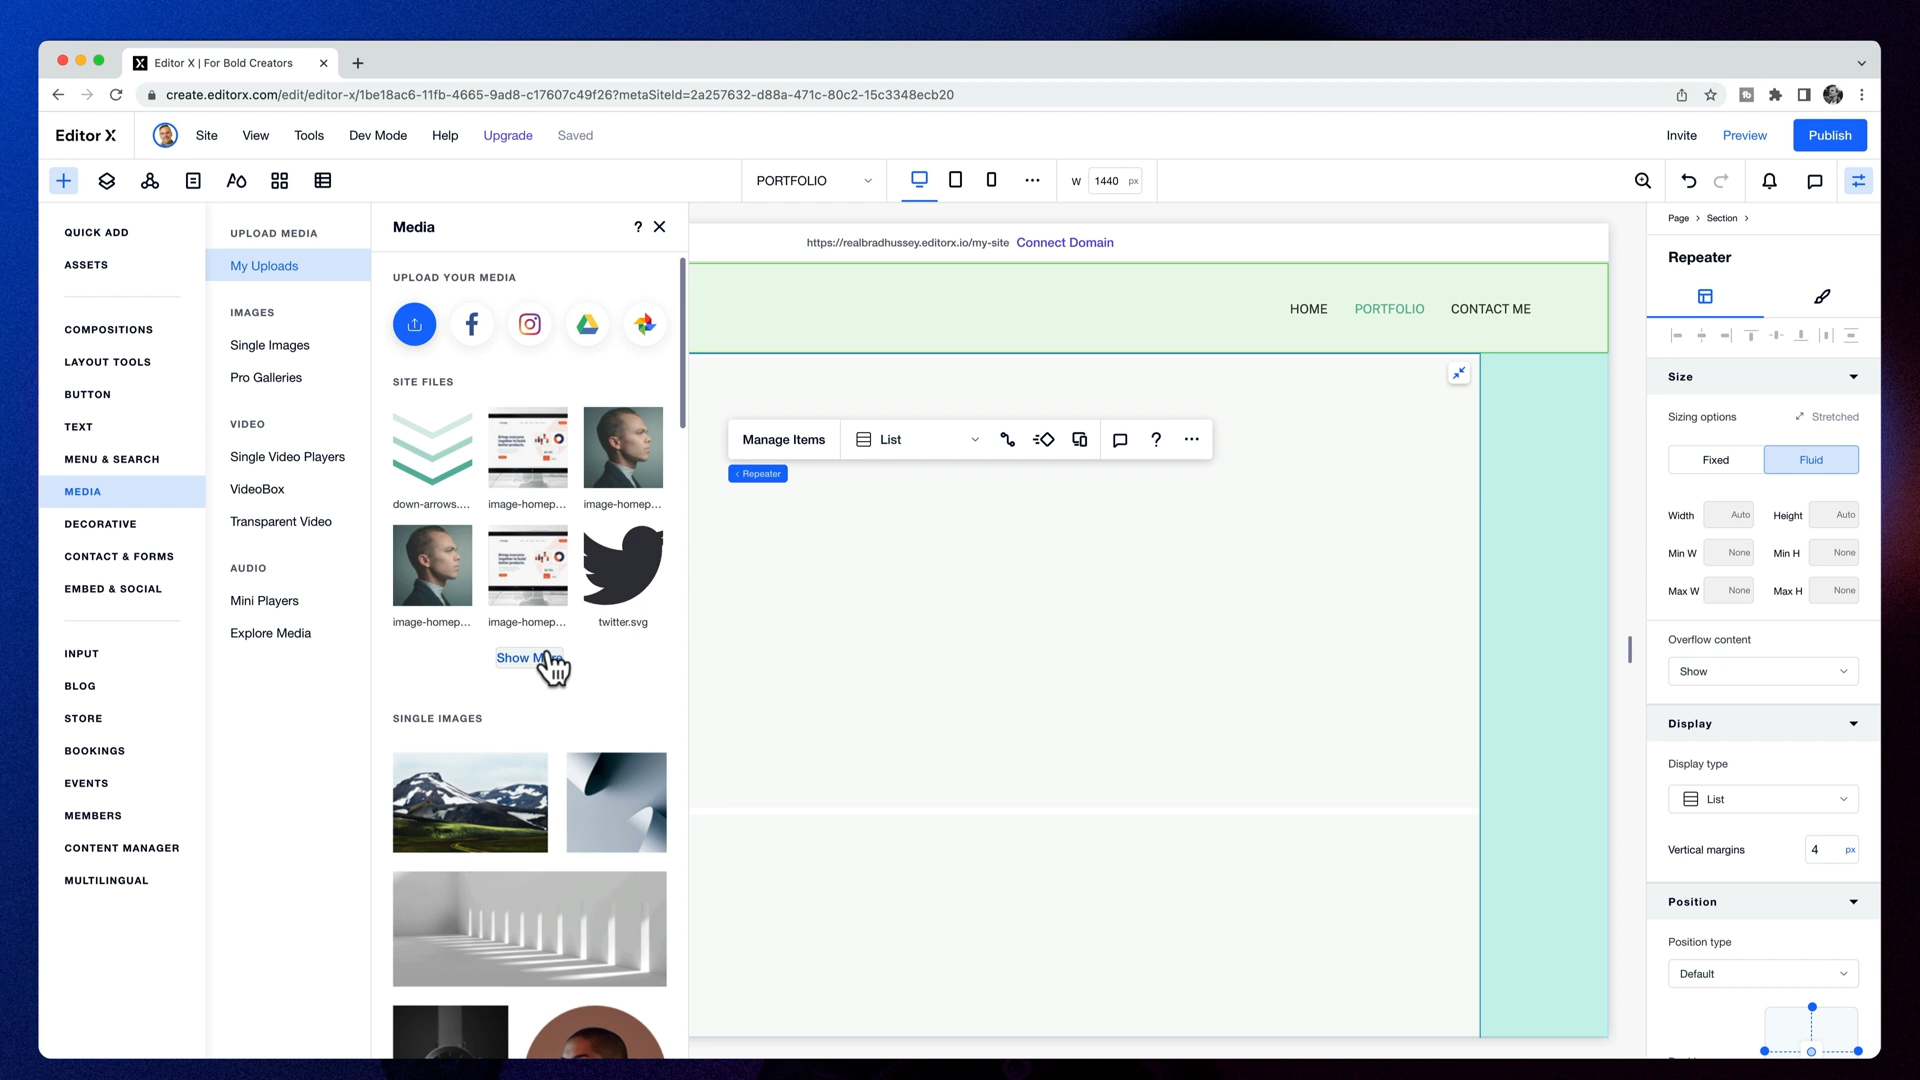 Editor X | For Bold Creators
create.editorx.com/edit/editor-x/1be18ac6-11fb-4665-9ad8-c17607c49f26?metaSiteId=2a257632-d88a-471c-80c2-15c3348ecb20
Editor X
Site
View
Tools
Dev Mode
Help
Upgrade
Saved
Invite
Preview
Publish
PORTFOLIO
W 1440 px
QUICK ADD
ASSETS
COMPOSITIONS
LAYOUT TOOLS
BUTTON
TEXT
MENU & SEARCH
MEDIA
DECORATIVE
CONTACT & FORMS
EMBED & SOCIAL
INPUT
BLOG
STORE
BOOKINGS
EVENTS
MEMBERS
CONTENT MANAGER
MULTILINGUAL
UPLOAD MEDIA
My Uploads
IMAGES
Single Images
Pro Galleries
VIDEO
Single Video Players
VideoBox
Transparent Video
AUDIO
Mini Players
Explore Media
Media
?
UPLOAD YOUR MEDIA
SITE FILES
down-arrows....
image-homep...
image-homep...
image-homep...
image-homep...
twitter.svg
Show
SINGLE IMAGES
https://realbradhussey.editorx.io/my-site Connect Domain
HOME
PORTFOLIO
CONTACT ME
Manage Items
List
?
< Repeater
Page > Section >
Repeater
Size
Sizing options
Stretched
Fixed
Fluid
Width Auto
Height Auto
Min W None
Min H None
Max W None
Max H None
Overflow content
Show
Display
Display type
List
Vertical margins
4 px
Position
Position type
Default